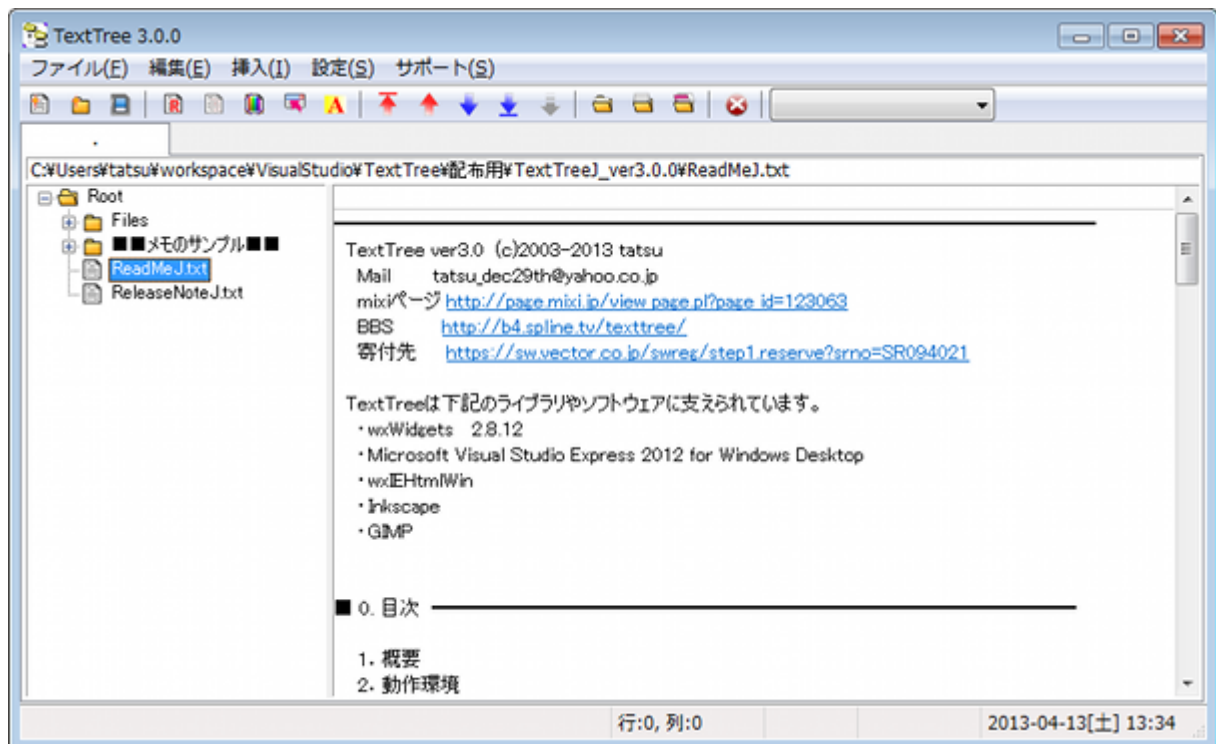 TextTree 3.0.0
ファイル(F) 編集(E) 挿入(I) 設定(S) サポート(S)
C:¥Users¥tatsu¥workspace¥VisualStudio¥TextTree¥配布用¥TextTreeJ_ver3.0.0¥ReadMeJ.txt
Root
Files
■■メモのサンプル■■
ReadMeJ.txt
ReleaseNoteJ.txt
TextTree ver3.0 (c)2003-2013 tatsu
Mail tatsu_dec29th@yahoo.co.jp
mixiページ http://page.mixi.jp/view_page.pl?page_id=123063
BBS http://b4.spline.tv/texttree/
寄付先 https://sw.vector.co.jp/swreg/step1.reserve?srno=SR094021
TextTreeは下記のライブラリやソフトウェアに支えられています。
・wxWidgets 2.8.12
・Microsoft Visual Studio Express 2012 for Windows Desktop
・wxIEHtmlWin
・Inkscape
・GIMP
■ 0. 目次
1. 概要
2. 動作環境
行:0, 列:0
2013-04-13[土] 13:34